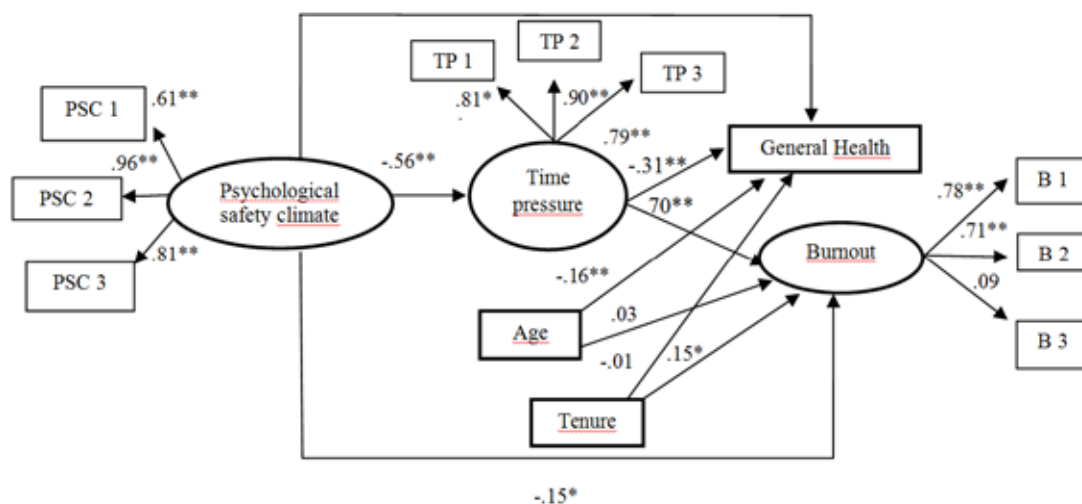 TP 2
TP 1
TP 3
PSC 1
.61**
.81*
.90**
.79**
General Health
.96**
-.56**
-.31**
PSC 2
Psychological
safety climate
Time
pressure
70**
B 1
.78**
.71**
Burnout
B 2
PSC 3
.81**
-.16**
.09
.03
Age
-.01
.15*
B 3
Tenure
-.15*